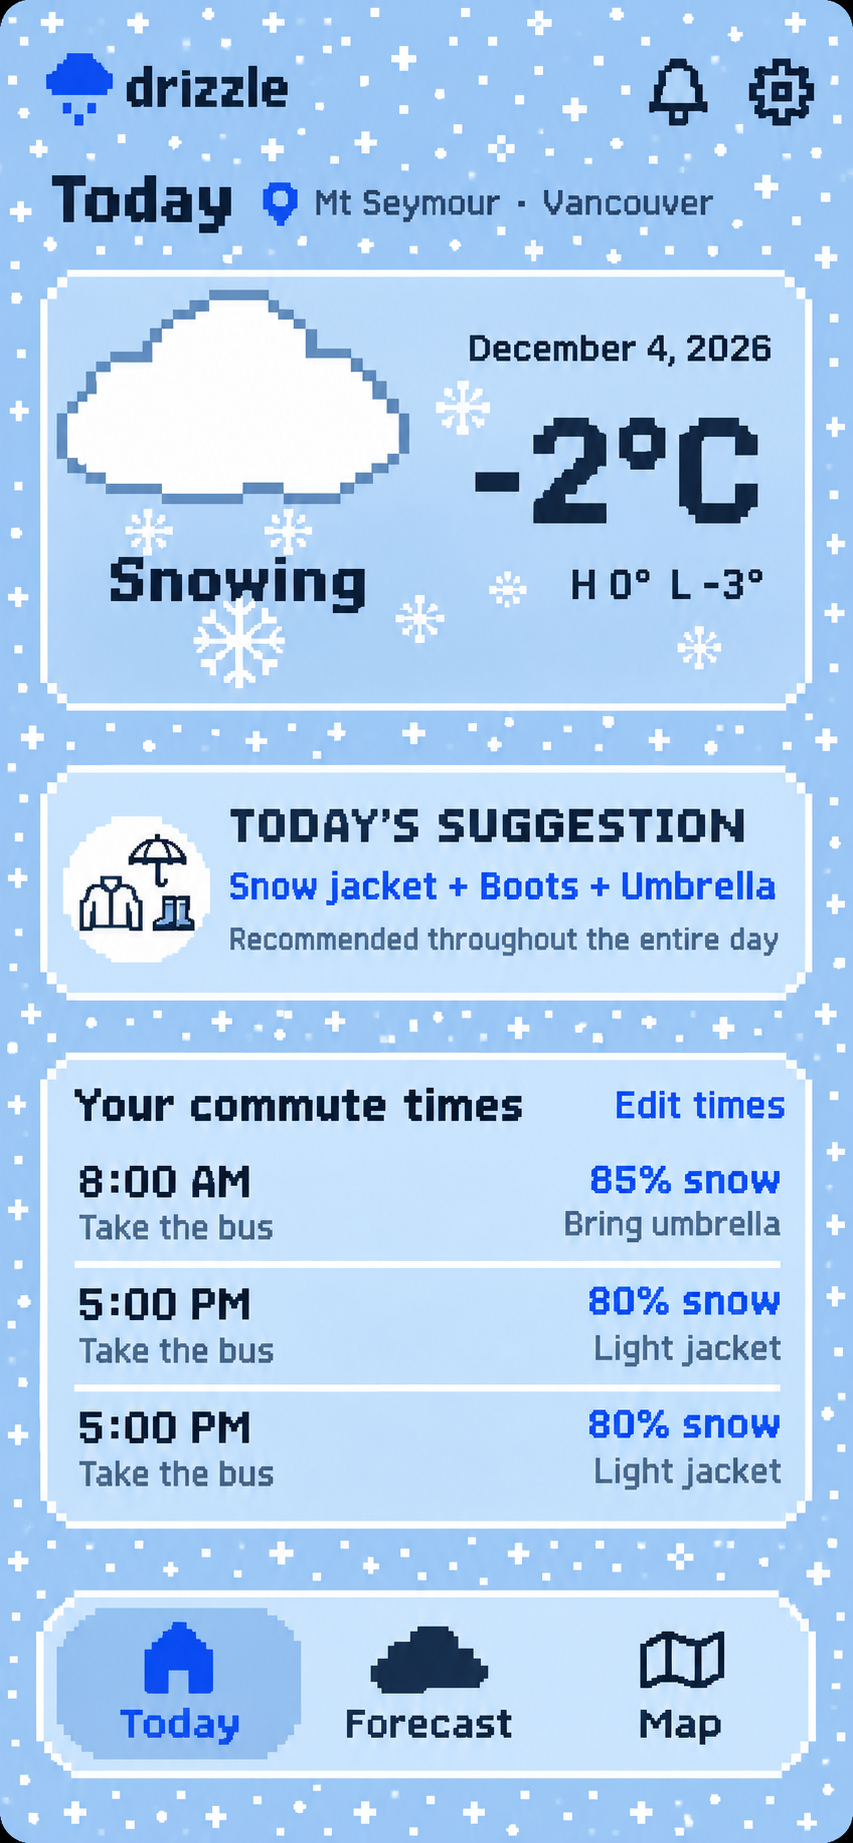 drizzle
Today Mt Seymour · Vancouver
December 4, 2026
-2°C
Snowing
H 0° L -3°
TODAY'S SUGGESTION
Snow jacket + Boots + Umbrella
Recommended throughout the entire day
Your commute times Edit times
8:00 AM 85% snow
Take the bus Bring umbrella
5:00 PM 80% snow
Take the bus Light jacket
5:00 PM 80% snow
Take the bus Light jacket
Today Forecast Map